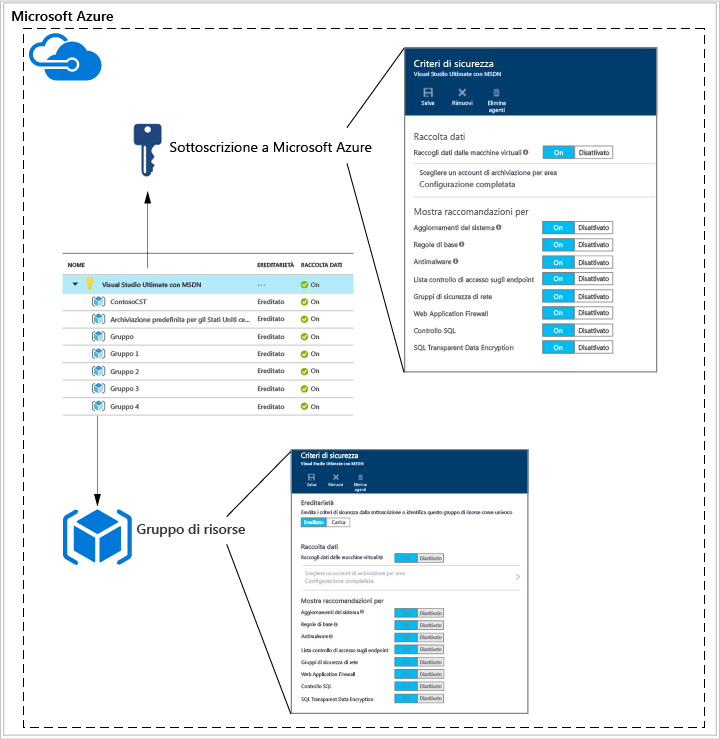 Microsoft Azure
Sottoscrizione a Microsoft Azure
Criteri di sicurezza
Visual Studio Ultimate con MSDN
Salva Rimuovi Elimina agenti
Raccolta dati
Raccogli dati dalle macchine virtuali On Disattivato
Scegliere un account di archiviazione per area
Configurazione completata
Mostra raccomandazioni per
Aggiornamenti del sistema On Disattivato
Regole di base On Disattivato
Antimalware On Disattivato
Lista controllo di accesso sugli endpoint On Disattivato
Gruppi di sicurezza di rete On Disattivato
Web Application Firewall On Disattivato
Controllo SQL On Disattivato
SQL Transparent Data Encryption On Disattivato
NOME EREDITARIETÀ RACCOLTA DATI
Visual Studio Ultimate con MSDN ... On
ContosoCST Ereditato On
Archiviazione predefinita per gli Stati Uniti ce... Ereditato On
Gruppo Ereditato On
Gruppo 1 Ereditato On
Gruppo 2 Ereditato On
Gruppo 3 Ereditato On
Gruppo 4 Ereditato On
Gruppo di risorse
Criteri di sicurezza
Visual Studio Ultimate con MSDN
Salva Rimuovi Elimina agenti
Ereditarietà
Eredita i criteri di sicurezza dalla sottoscrizione o identifica questo gruppo di risorse come univoco
Ereditato Carica
Raccolta dati
Raccogli dati dalle macchine virtuali Disattivato
Scegliere un account di archiviazione per area
Configurazione completata
Mostra raccomandazioni per
Aggiornamenti del sistema Disattivato
Regole di base Disattivato
Antimalware Disattivato
Lista controllo di accesso sugli endpoint Disattivato
Gruppi di sicurezza di rete Disattivato
Web Application Firewall Disattivato
Controllo SQL Disattivato
SQL Transparent Data Encryption Disattivato